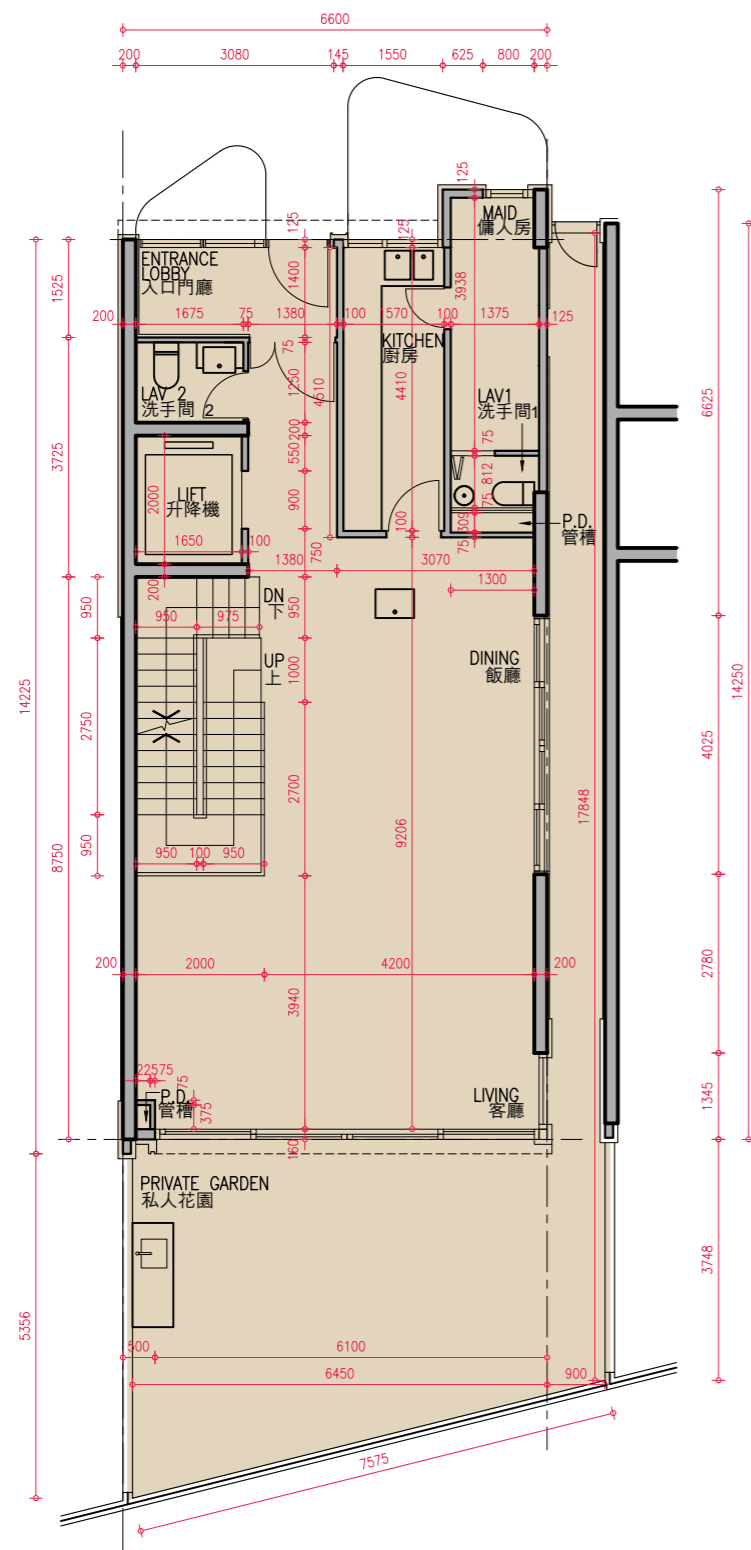 6600
200 3080 145 1550 625 800 200
125
MAID
傭人房
125
125
ENTRANCE
LOBBY
入口門廳
1400
3938
1525
200 1675 75 1380 100 1570 100 1375 125
KITCHEN
廚房
75
1250
4510
4410
6625
LAV 2
洗手間 2
LAV1
洗手間1
200
550
75
3725
2000
LIFT
升降機
900
812
75
P.D.
管槽
309
100
75
1650 100
750
1380 3070
200
1300
950
DN
下
950
950 975
UP
上
1000
DINING
飯廳
14225
14250
2750
4025
2700
17848
9206
950
8750
950 100 950
200 2000 4200 200
2780
3940
22575
75
P.D.
管槽
375
LIVING
客廳
1345
160
PRIVATE GARDEN
私人花園
3748
5356
500 6100
6450 900
7575